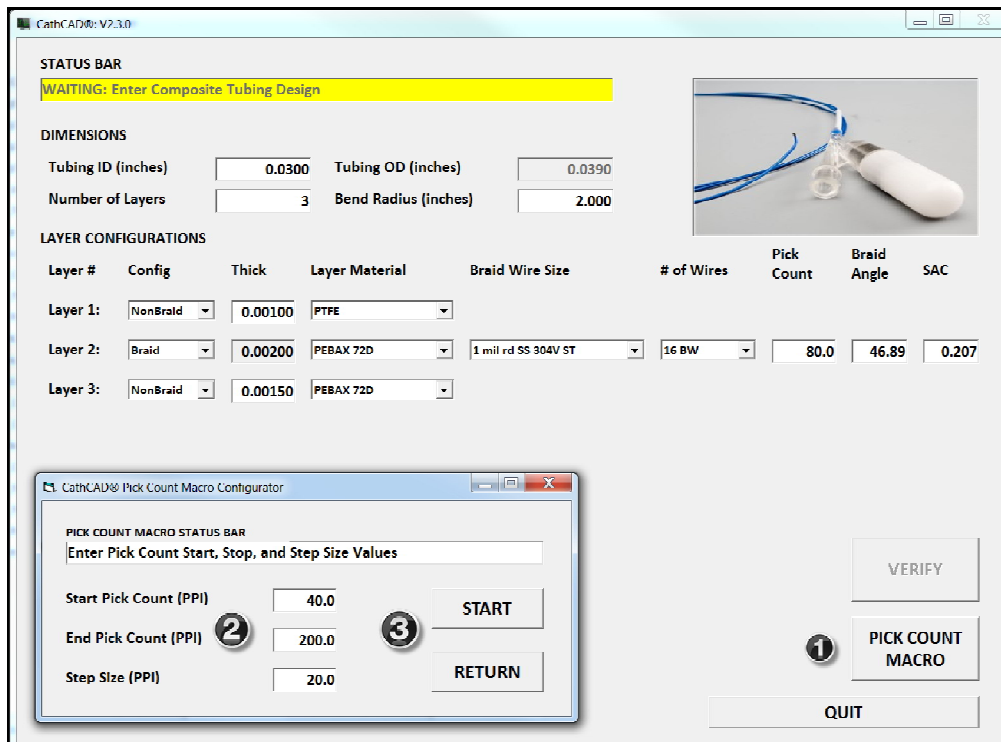 CathCAD®: V2.3.0
STATUS BAR
WAITING: Enter Composite Tubing Design
DIMENSIONS
Tubing ID (inches) 0.0300 Tubing OD (inches) 0.0390
Number of Layers 3 Bend Radius (inches) 2.000
LAYER CONFIGURATIONS
Layer # Config Thick Layer Material Braid Wire Size # of Wires Pick Count Braid Angle SAC
Layer 1: NonBraid 0.00100 PTFE
Layer 2: Braid 0.00200 PEBAX 72D 1 mil rd SS 304V ST 16 BW 80.0 46.89 0.207
Layer 3: NonBraid 0.00150 PEBAX 72D
CathCAD® Pick Count Macro Configurator
PICK COUNT MACRO STATUS BAR
Enter Pick Count Start, Stop, and Step Size Values
Start Pick Count (PPI) 40.0
End Pick Count (PPI) 200.0
Step Size (PPI) 20.0
2
3
START
RETURN
VERIFY
1
PICK COUNT
MACRO
QUIT